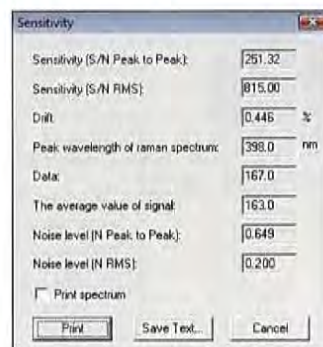 Sensitivity
Sensitivity (S/N Peak to Peak): 251.32
Sensitivity (S/N RMS): 815.00
Drift: 0.446 %
Peak wavelength of raman spectrum: 398.0 nm
Data: 167.0
The average value of signal: 163.0
Noise level (N Peak to Peak): 0.649
Noise level (N RMS): 0.200
Print spectrum
Print Save Text... Cancel